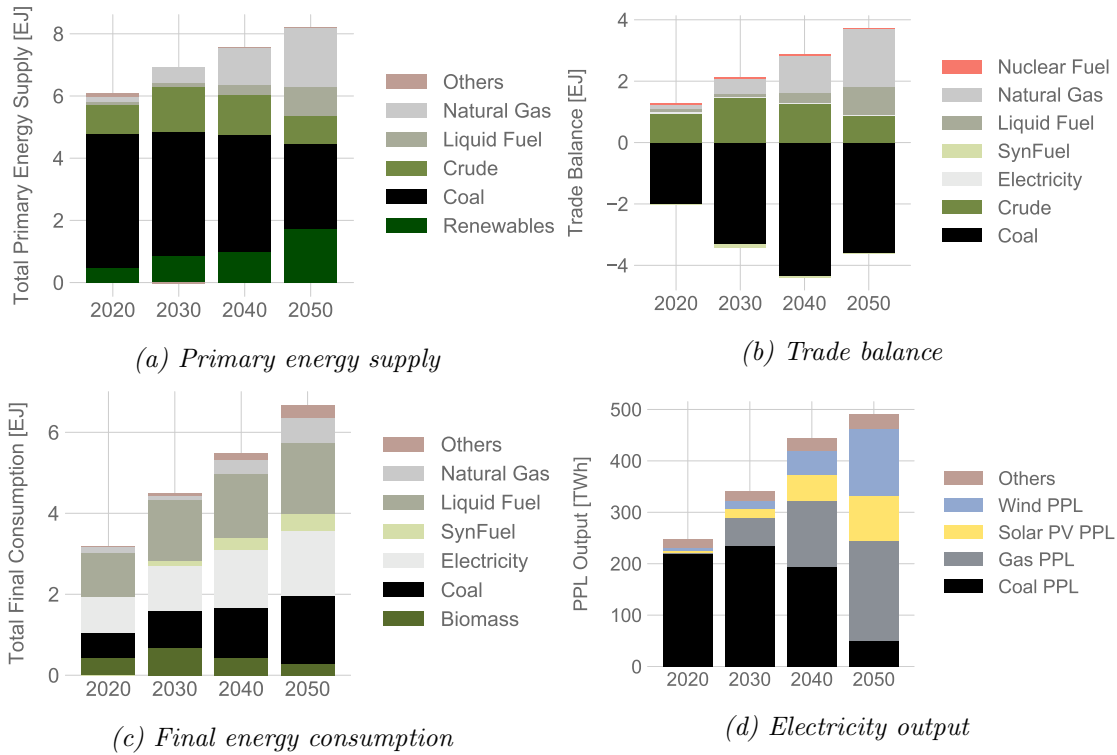 Total Primary Energy Supply [EJ]
8
6
4
2
0
2020 2030 2040 2050
Others
Natural Gas
Liquid Fuel
Crude
Coal
Renewables
(a) Primary energy supply
Trade Balance [EJ]
4
2
0
−2
−4
2020 2030 2040 2050
Nuclear Fuel
Natural Gas
Liquid Fuel
SynFuel
Electricity
Crude
Coal
(b) Trade balance
Total Final Consumption [EJ]
6
4
2
0
2020 2030 2040 2050
Others
Natural Gas
Liquid Fuel
SynFuel
Electricity
Coal
Biomass
(c) Final energy consumption
PPL Output [TWh]
500
400
300
200
100
0
2020 2030 2040 2050
Others
Wind PPL
Solar PV PPL
Gas PPL
Coal PPL
(d) Electricity output